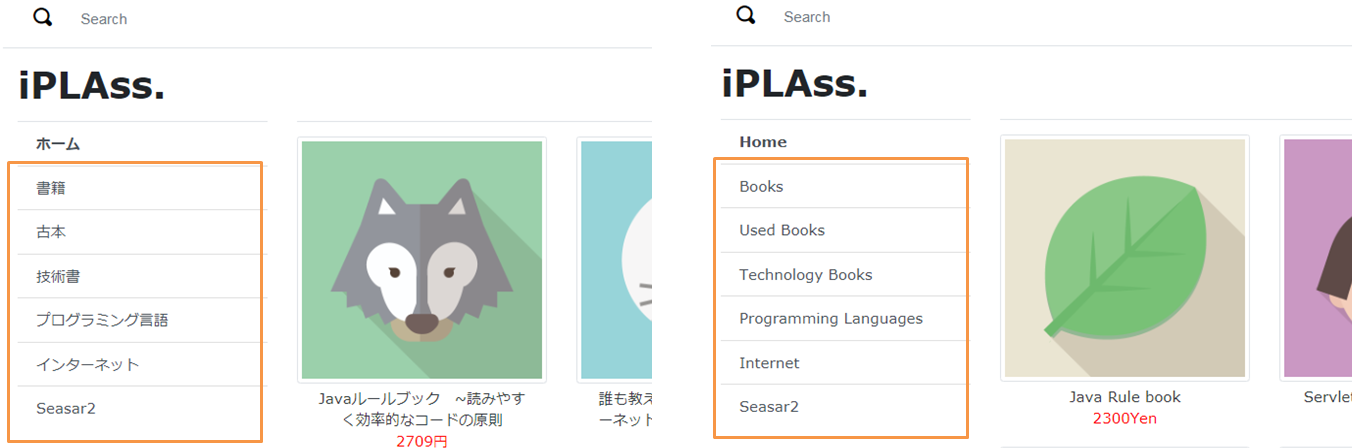 Search
iPLAss.
ホーム
書籍
古本
技術書
プログラミング言語
インターネット
Seasar2
Javaルールブック　~読みやす
く効率的なコードの原則
2709円
誰も教え
ーネット
Search
iPLAss.
Home
Books
Used Books
Technology Books
Programming Languages
Internet
Seasar2
Java Rule book
2300Yen
Servlet